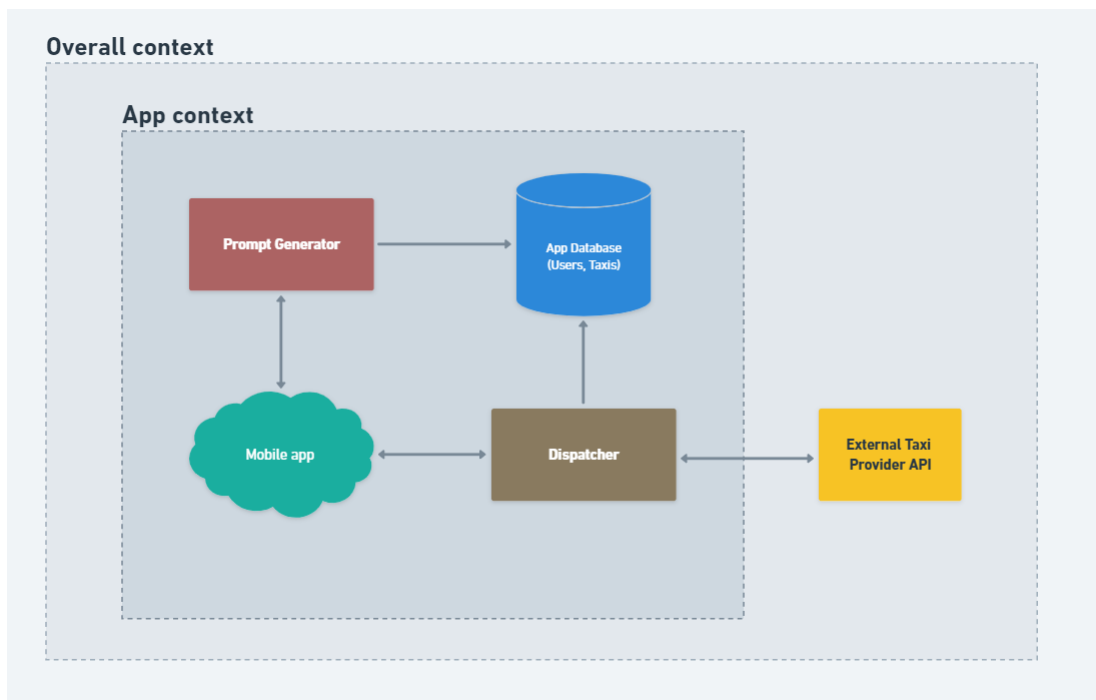 Overall context
App context
Prompt Generator
App Database
(Users, Taxis)
Mobile app
Dispatcher
External Taxi
Provider API